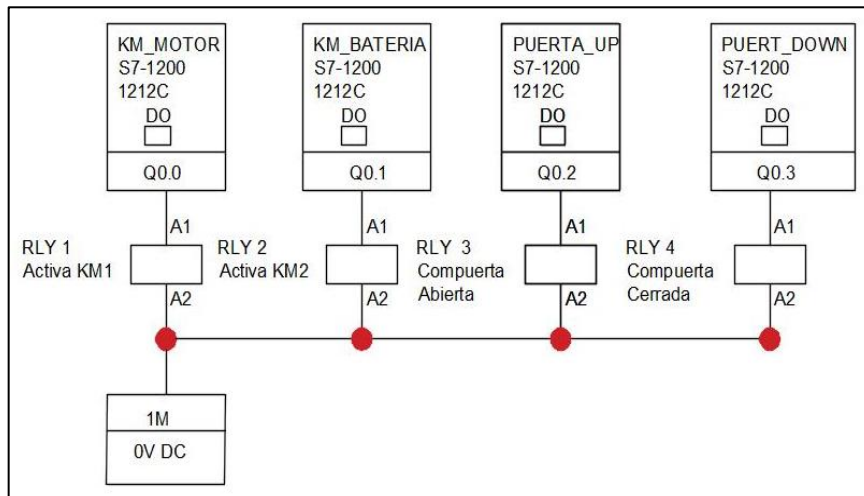 KM_MOTOR
S7-1200
1212C
DO
Q0.0
KM_BATERIA
S7-1200
1212C
DO
Q0.1
PUERTA_UP
S7-1200
1212C
DO
Q0.2
PUERT_DOWN
S7-1200
1212C
DO
Q0.3
RLY 1
Activa KM1
A1
A2
RLY 2
Activa KM2
A1
A2
RLY 3
Compuerta
Abierta
A1
A2
RLY 4
Compuerta
Cerrada
A1
A2
1M
0V DC